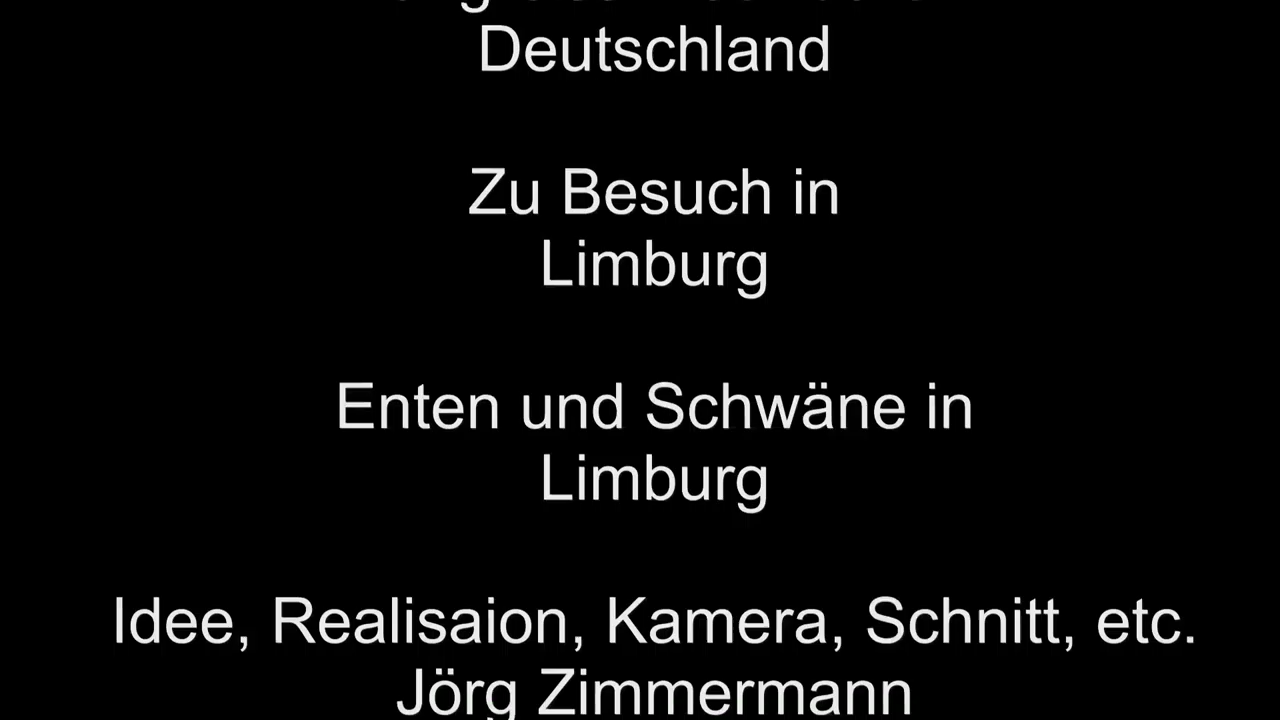 Deutschland
Zu Besuch in
Limburg
Enten und Schwäne in
Limburg
Idee, Realisaion, Kamera, Schnitt, etc.
Jörg Zimmermann